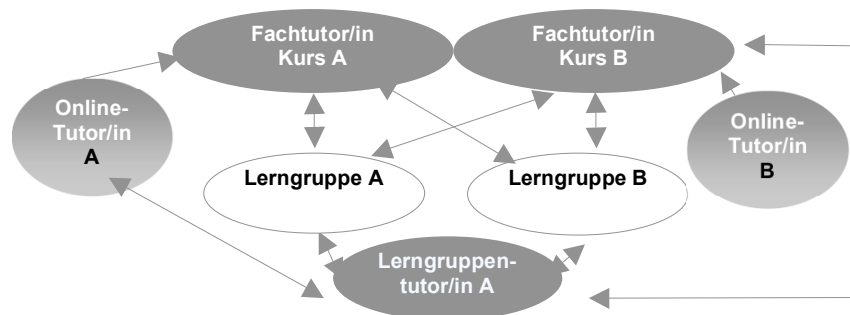 Fachtutor/in
Kurs A
Fachtutor/in
Kurs B
Online-
Tutor/in
A
Online-
Tutor/in
B
Lerngruppe A
Lerngruppe B
Lerngruppen-
tutor/in A